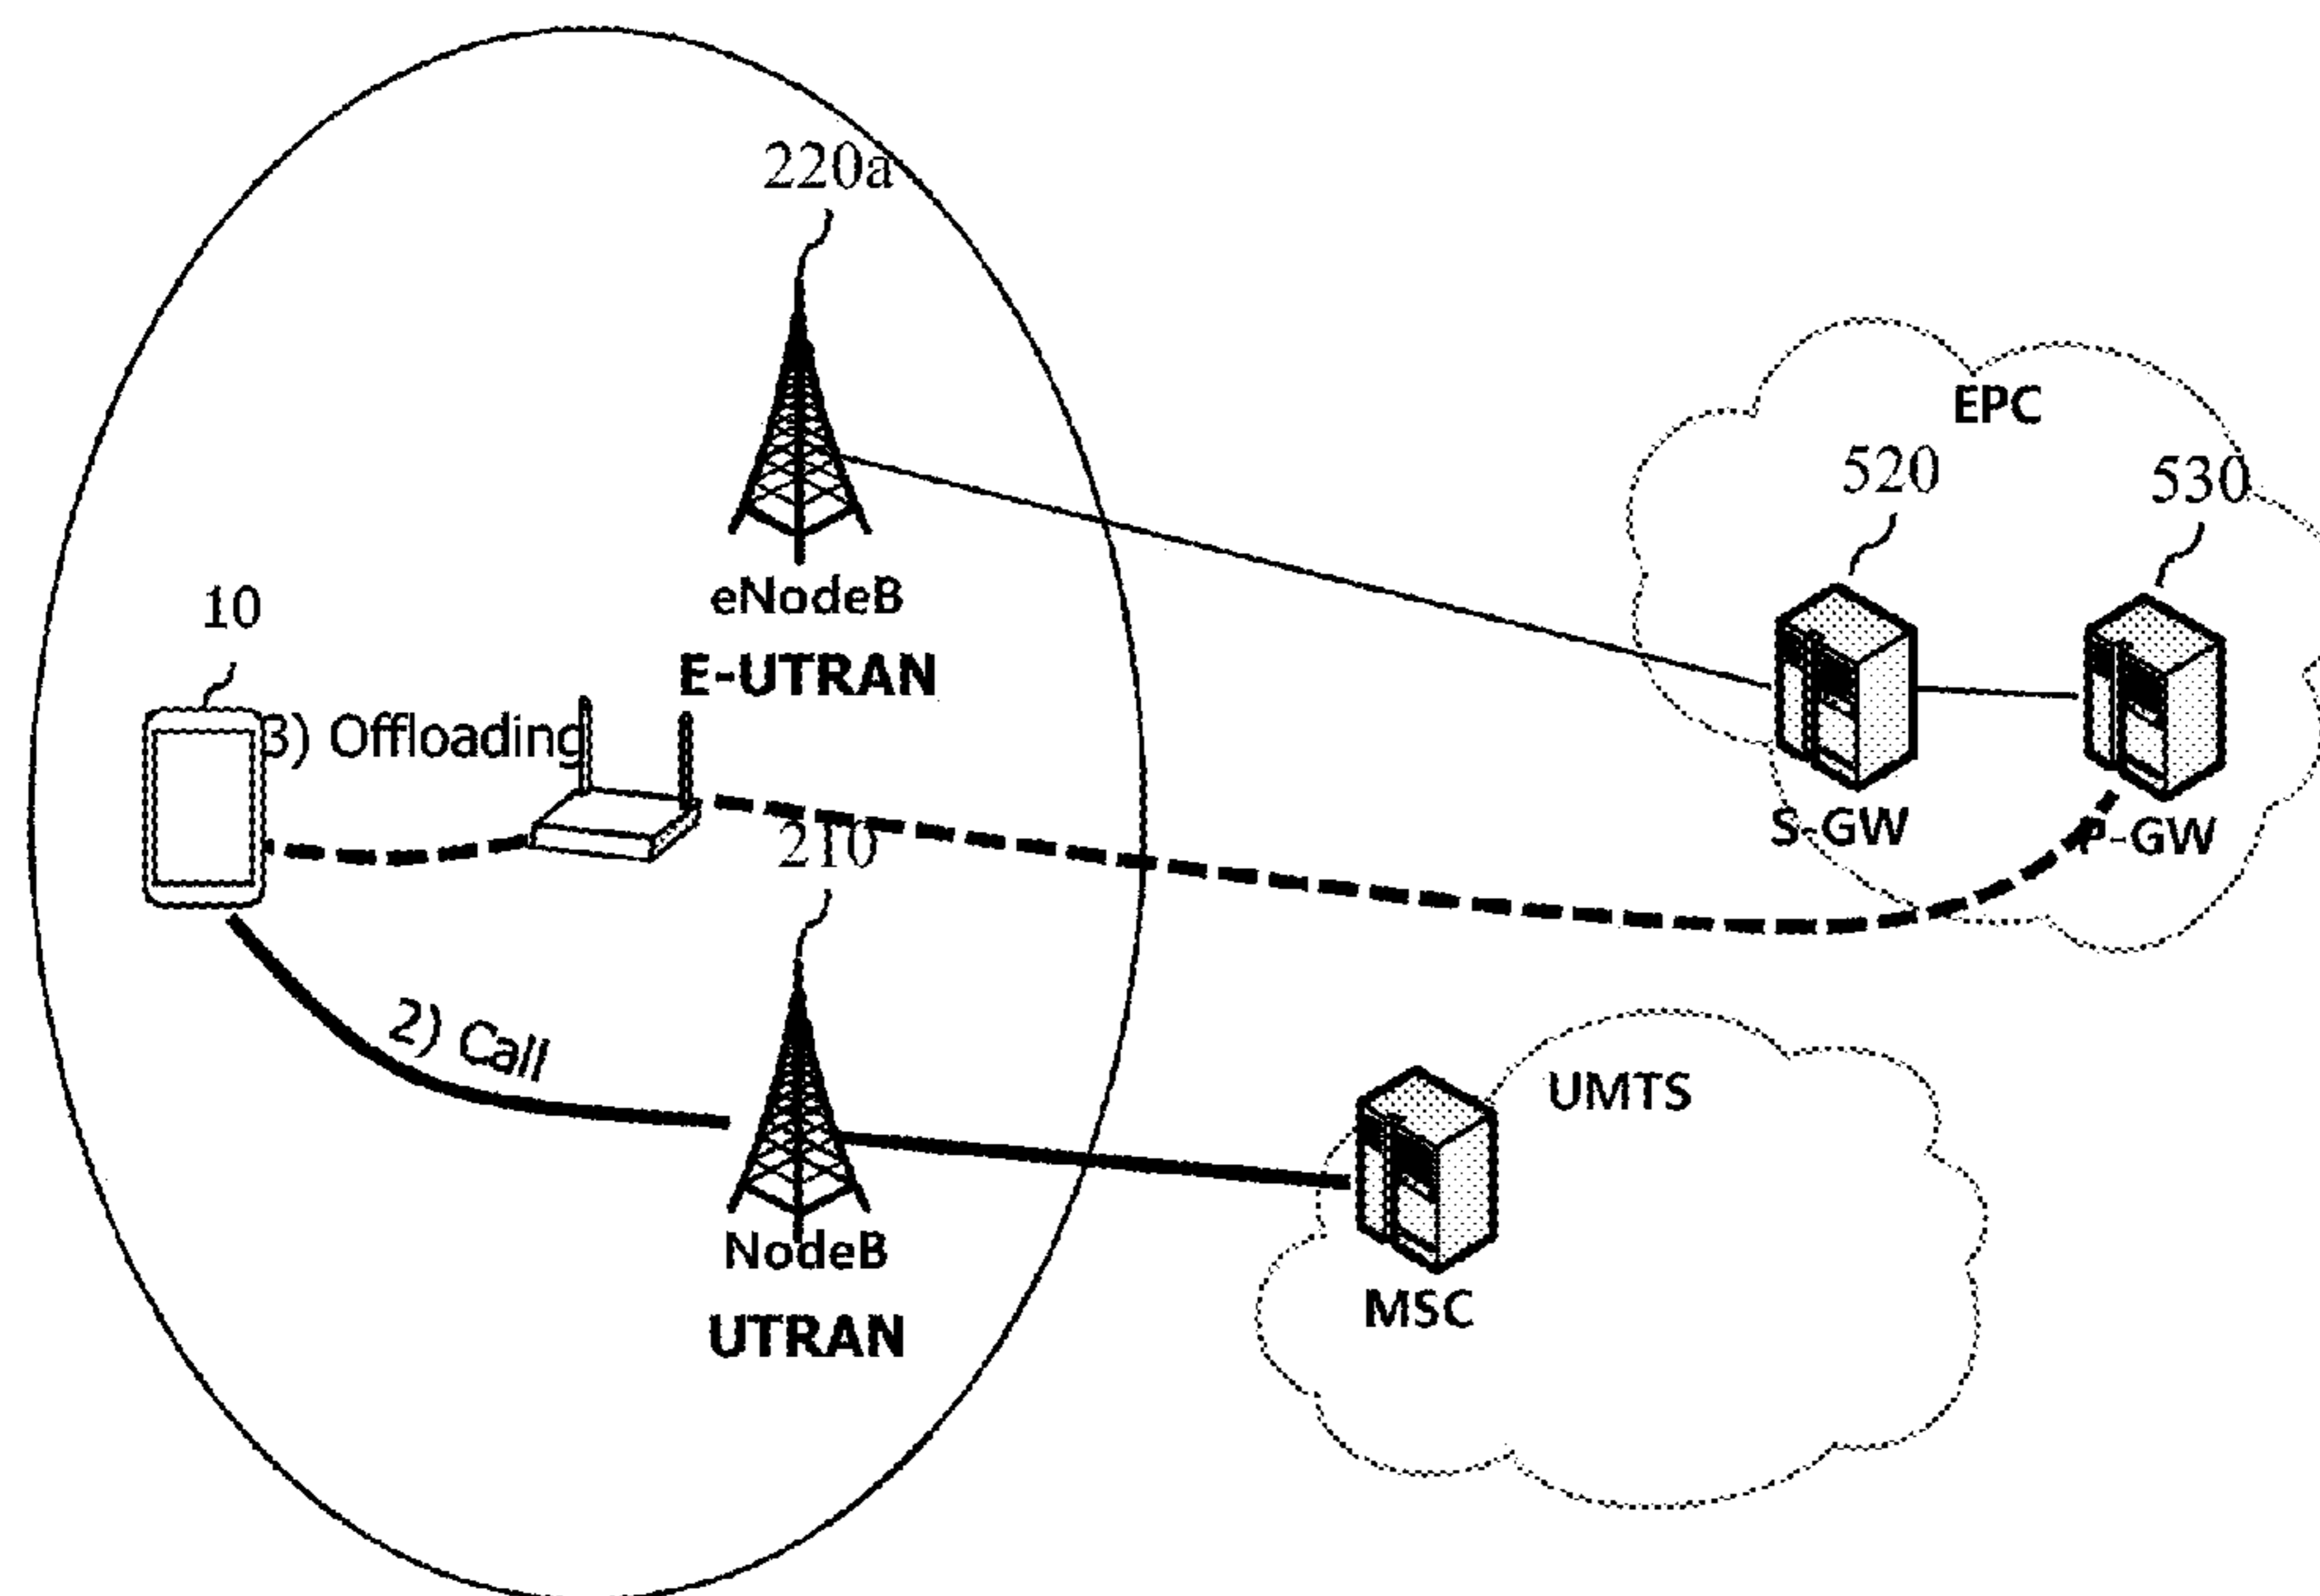 220a
EPC
520
530
eNodeB
E-UTRAN
10
3) Offloading
S-GW
P-GW
210
2) Call
UMTS
NodeB
UTRAN
MSC